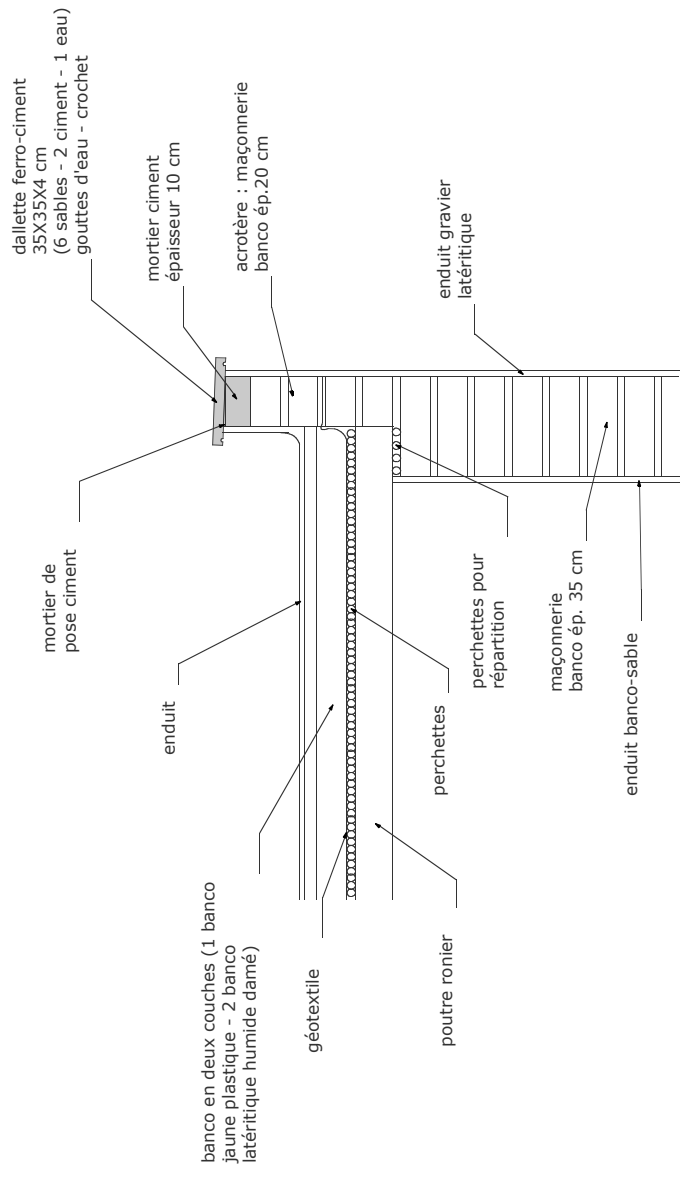 dallette ferro-ciment
35X35X4 cm
(6 sables - 2 ciment - 1 eau)
gouttes d'eau - crochet
mortier ciment
épaisseur 10 cm
acrotère : maçonnerie
banco ép.20 cm
enduit gravier
latéritique
mortier de
pose ciment
enduit
perchettes
perchettes pour
répartition
maçonnerie
banco ép. 35 cm
enduit banco-sable
banco en deux couches (1 banco
jaune plastique - 2 banco
latéritique humide damé)
géotextile
poutre ronier